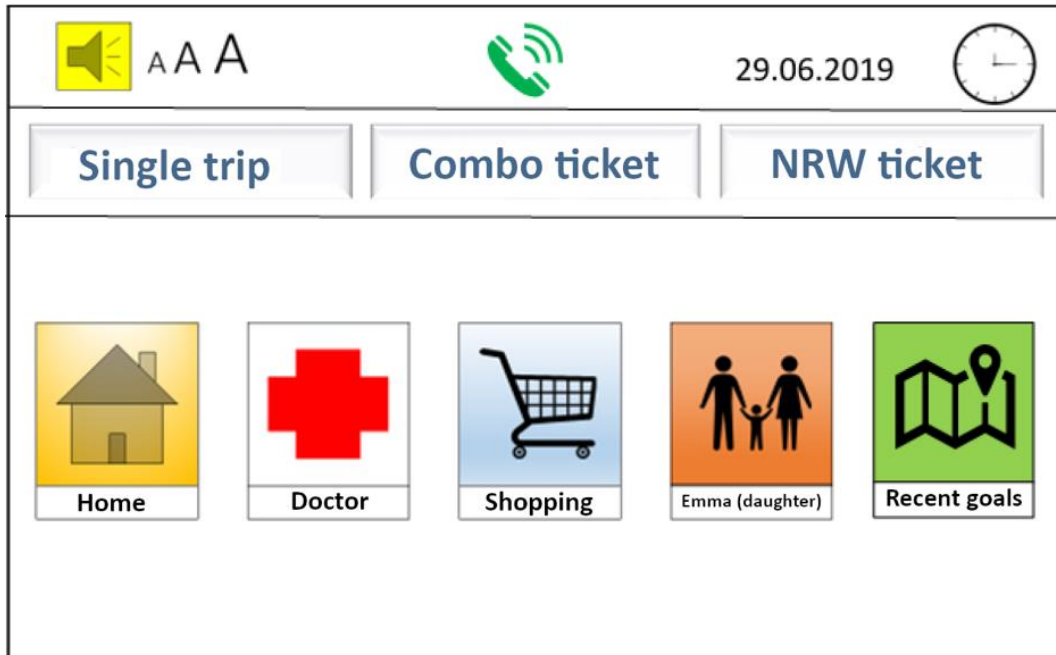 A A A
29.06.2019
Single trip
Combo ticket
NRW ticket
Home
Doctor
Shopping
Emma (daughter)
Recent goals